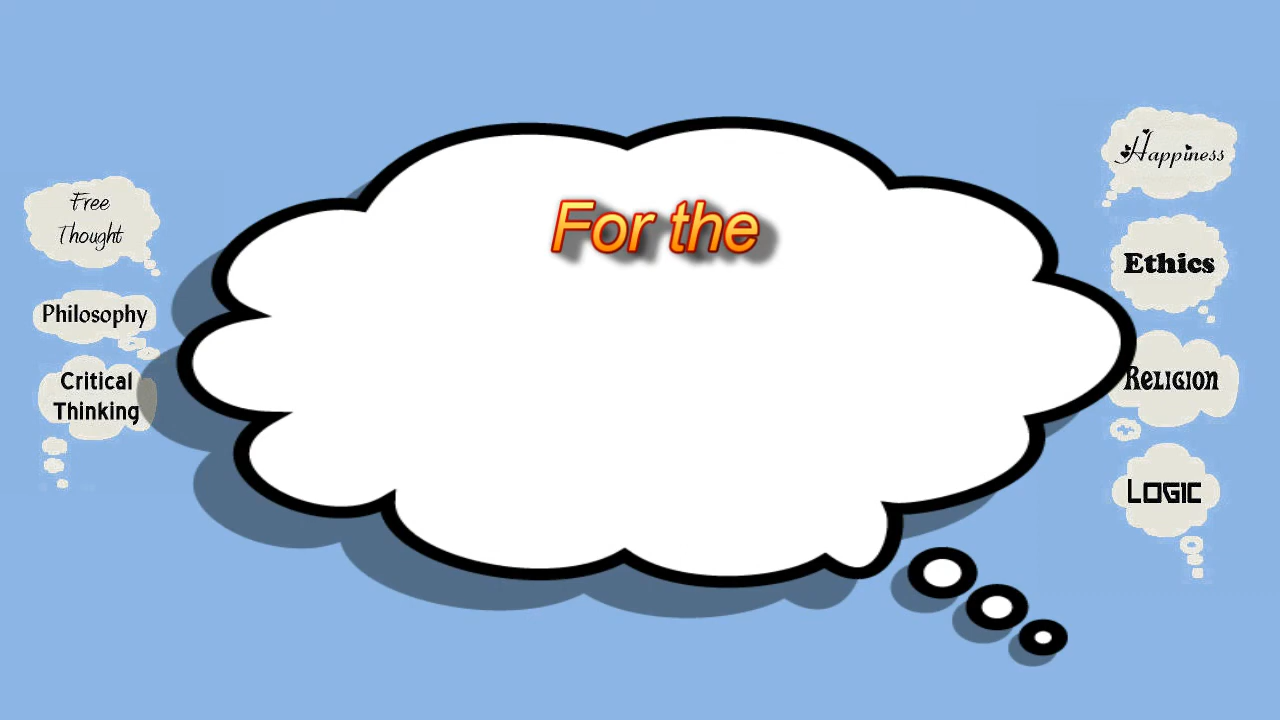 For the
Free
Thought
Philosophy
Critical
Thinking
Happiness
Ethics
Religion
Logic